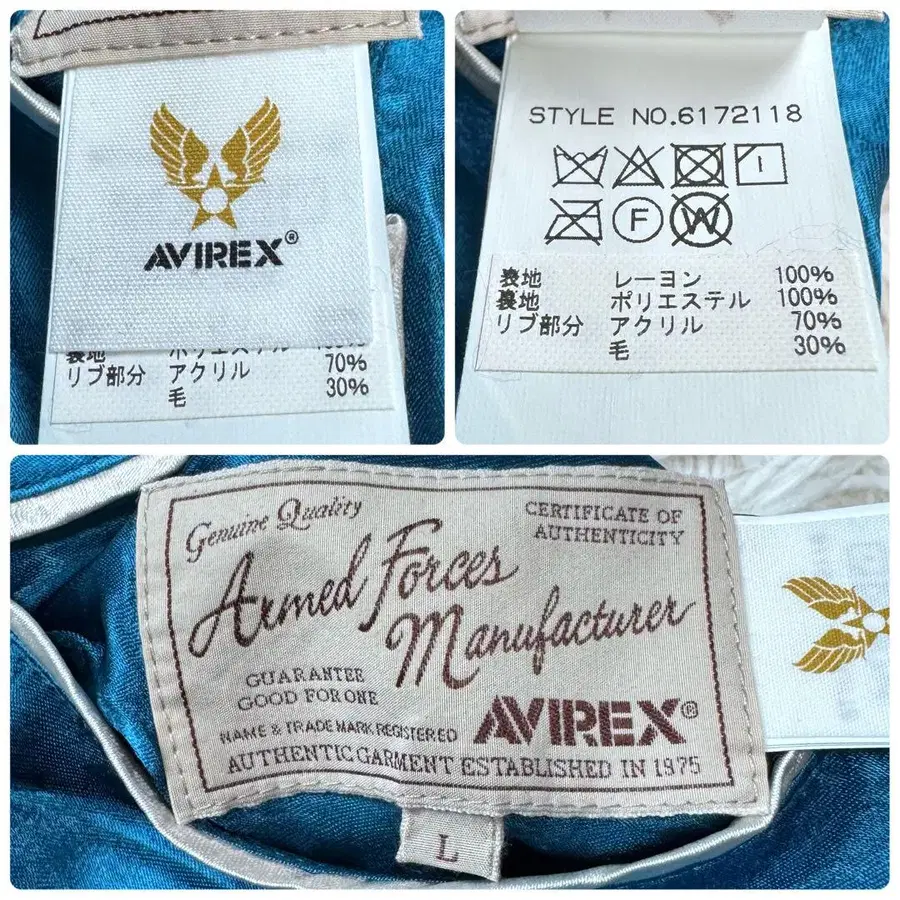 AVIREX®
裏地 ポリエステル 100%
リブ部分 アクリル 70%
毛 30%
STYLE NO.6172118
F
W
表地 レーヨン 100%
裏地 ポリエステル 100%
リブ部分 アクリル 70%
毛 30%
Genuine Quality
CERTIFICATE OF
AUTHENTICITY
Armed Forces
Manufacturer
GUARANTEE
GOOD FOR ONE
NAME & TRADEMARK REGISTERED
AVIREX®
AUTHENTIC GARMENT ESTABLISHED IN 1975
L